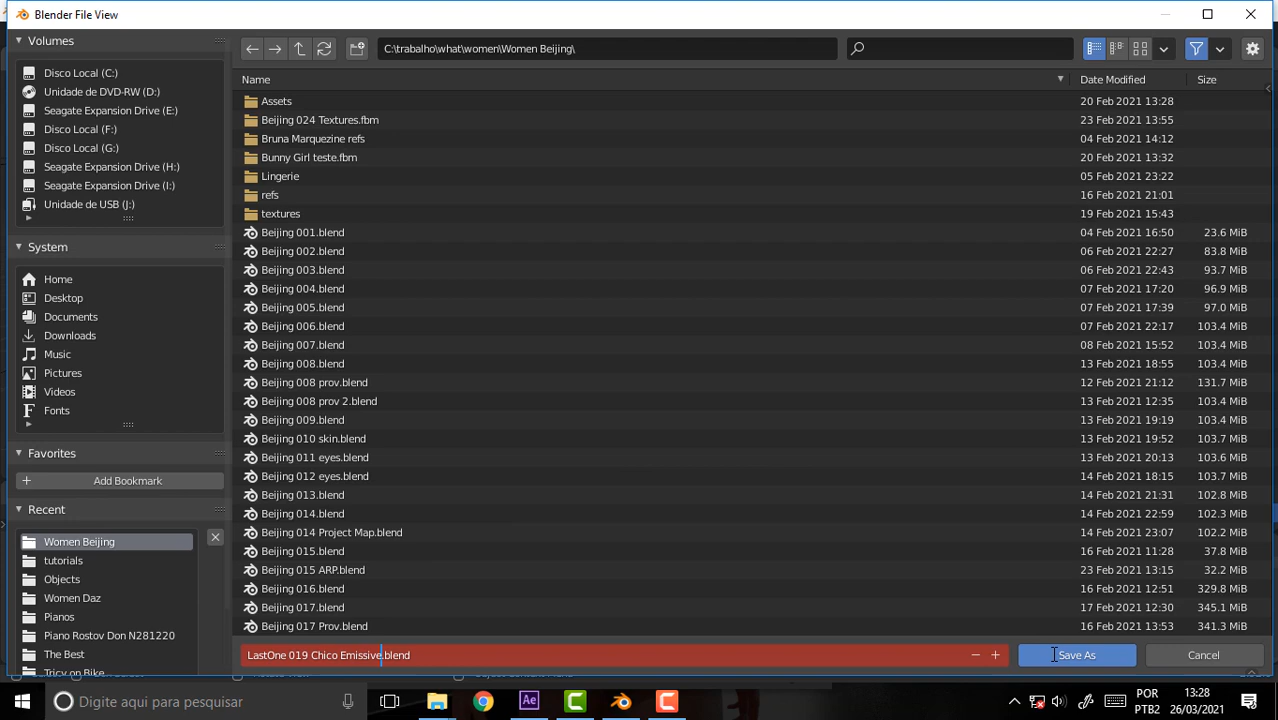 Blender File View
Volumes
Disco Local (C:)
Unidade de DVD-RW (D:)
Seagate Expansion Drive (E:)
Disco Local (F:)
Disco Local (G:)
Seagate Expansion Drive (H:)
Seagate Expansion Drive (I:)
Unidade de USB (J:)
System
Home
Desktop
Documents
Downloads
Music
Pictures
Videos
Fonts
Favorites
Add Bookmark
Recent
Women Beijing
tutorials
Objects
Women Daz
Pianos
Piano Rostov Don N281220
The Best
Tricy on Bike
C:\trabalho\what\women\Women Beijing\
Name Date Modified Size
Assets 20 Feb 2021 13:28
Beijing 024 Textures.fbm 23 Feb 2021 13:55
Bruna Marquezine refs 04 Feb 2021 14:12
Bunny Girl teste.fbm 20 Feb 2021 13:32
Lingerie 05 Feb 2021 23:22
refs 16 Feb 2021 21:01
textures 19 Feb 2021 15:43
Beijing 001.blend 04 Feb 2021 16:50 23.6 MiB
Beijing 002.blend 06 Feb 2021 22:27 83.8 MiB
Beijing 003.blend 06 Feb 2021 22:43 93.7 MiB
Beijing 004.blend 07 Feb 2021 17:20 96.9 MiB
Beijing 005.blend 07 Feb 2021 17:39 97.0 MiB
Beijing 006.blend 07 Feb 2021 22:17 103.4 MiB
Beijing 007.blend 08 Feb 2021 15:52 103.4 MiB
Beijing 008.blend 13 Feb 2021 18:55 103.4 MiB
Beijing 008 prov.blend 12 Feb 2021 21:12 131.7 MiB
Beijing 008 prov 2.blend 13 Feb 2021 12:35 103.4 MiB
Beijing 009.blend 13 Feb 2021 19:19 103.4 MiB
Beijing 010 skin.blend 13 Feb 2021 19:52 103.7 MiB
Beijing 011 eyes.blend 13 Feb 2021 20:13 103.6 MiB
Beijing 012 eyes.blend 14 Feb 2021 18:15 103.7 MiB
Beijing 013.blend 14 Feb 2021 21:31 102.8 MiB
Beijing 014.blend 14 Feb 2021 22:59 102.3 MiB
Beijing 014 Project Map.blend 14 Feb 2021 23:07 102.2 MiB
Beijing 015.blend 16 Feb 2021 11:28 37.8 MiB
Beijing 015 ARP.blend 23 Feb 2021 13:15 32.2 MiB
Beijing 016.blend 16 Feb 2021 12:51 329.8 MiB
Beijing 017.blend 17 Feb 2021 12:30 345.1 MiB
Beijing 017 Prov.blend 16 Feb 2021 13:53 341.3 MiB
LastOne 019 Chico Emissive.blend
Save As
Cancel
Digite aqui para pesquisar
Ae
C
C
POR
PTB2
13:28
26/03/2021